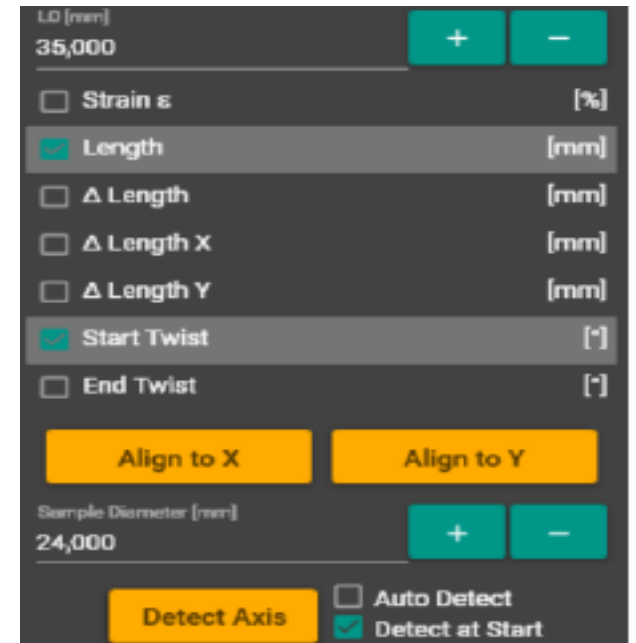 L0 [mm]
35,000
+ −
Strain ε [%]
Length [mm]
Δ Length [mm]
Δ Length X [mm]
Δ Length Y [mm]
Start Twist [°]
End Twist [°]
Align to X Align to Y
Sample Diameter [mm]
24,000
+ −
Auto Detect
Detect Axis
Detect at Start